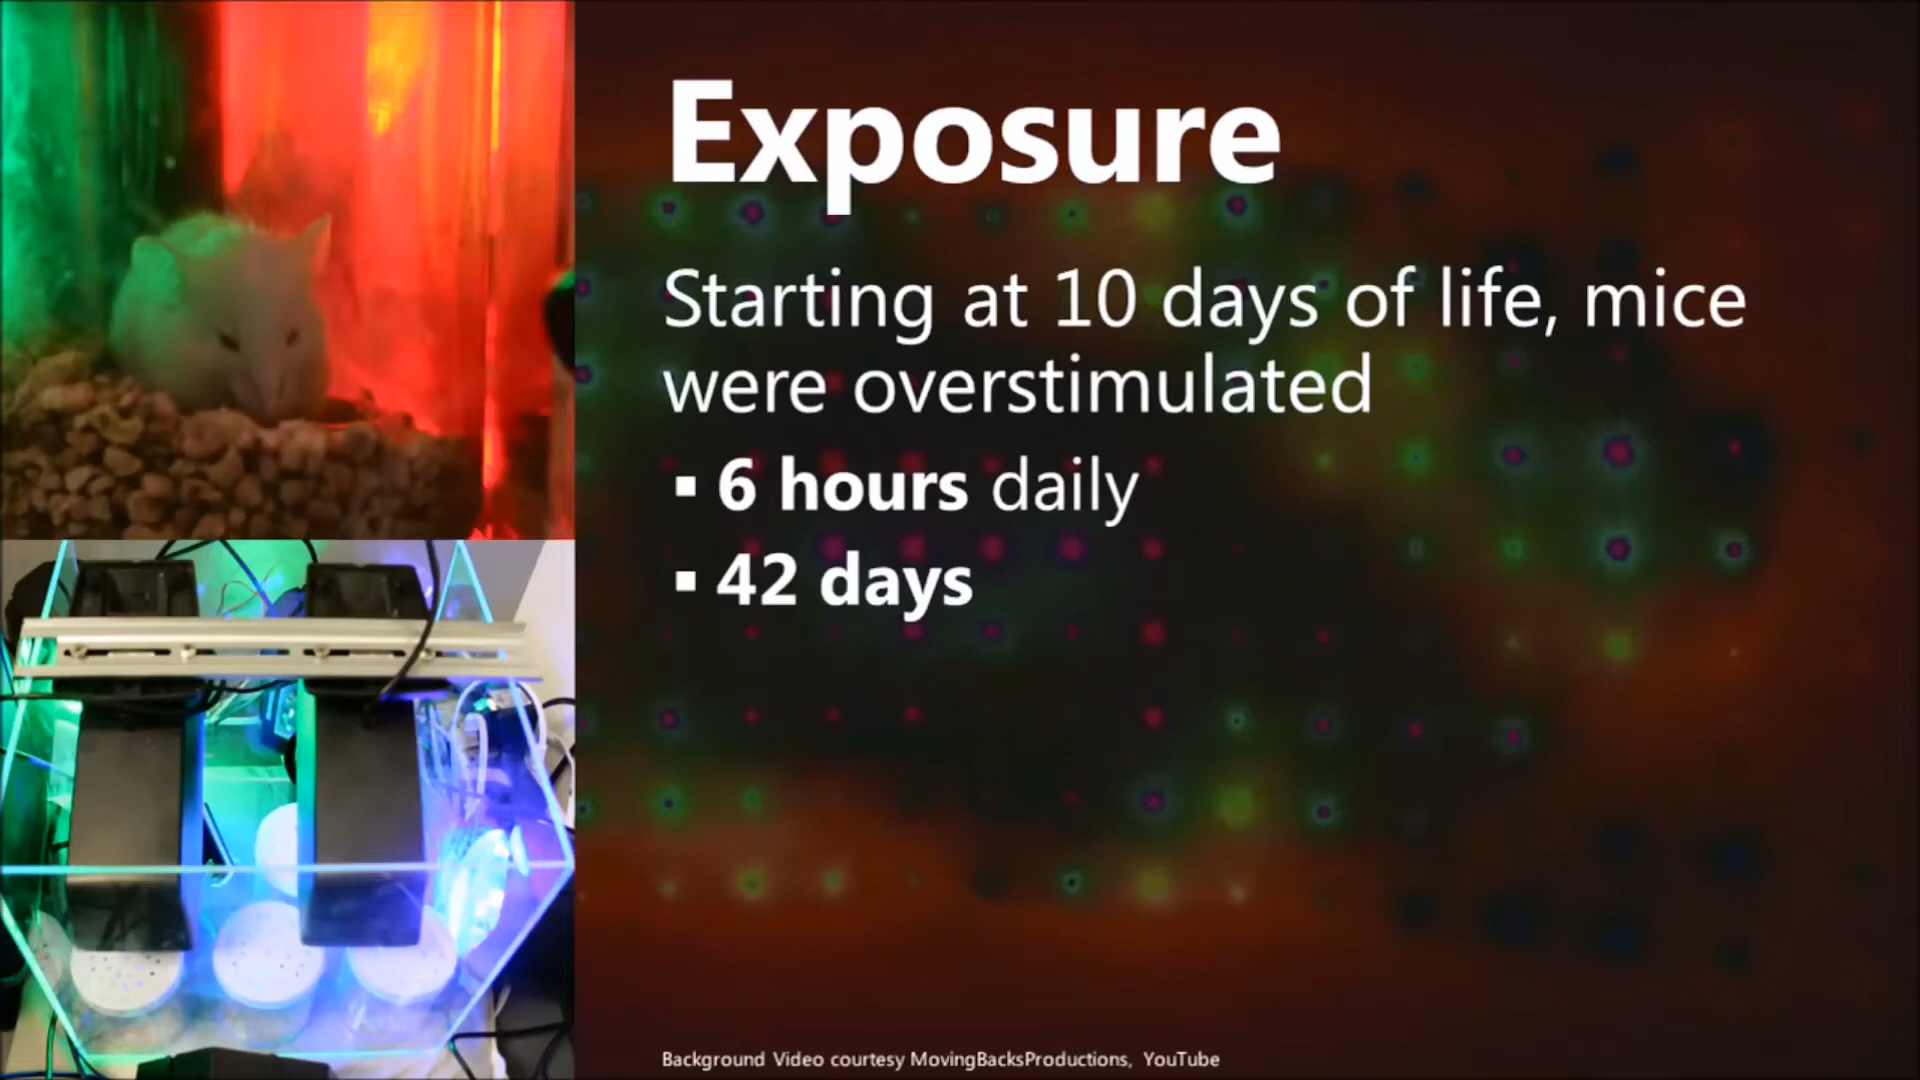 Exposure
Starting at 10 days of life, mice
were overstimulated
▪ 6 hours daily
▪ 42 days
Background Video courtesy MovingBacksProductions, YouTube